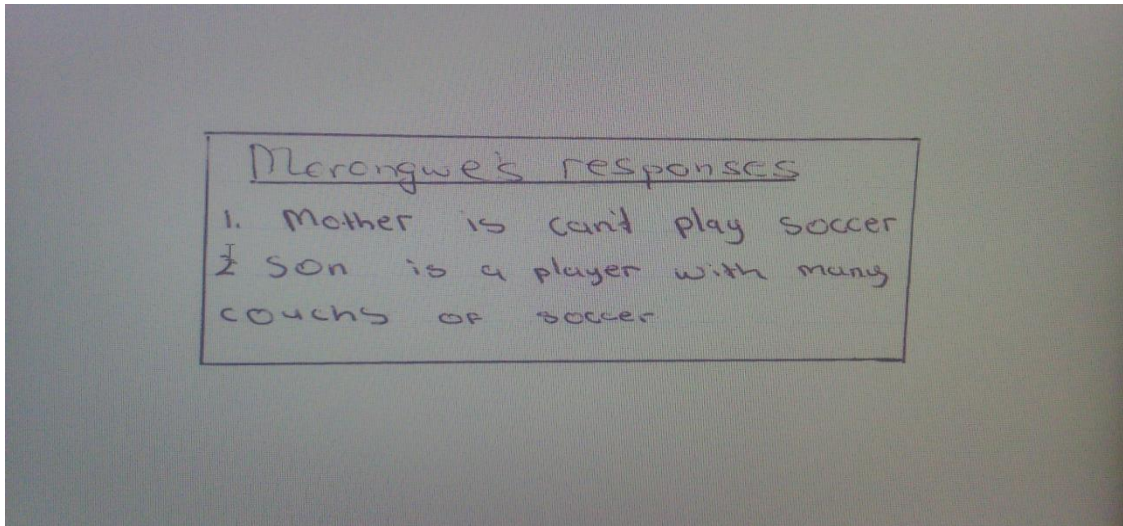 Merongwe's responses
1. Mother is can't play soccer
2 Son is a player with many
couchs of soccer